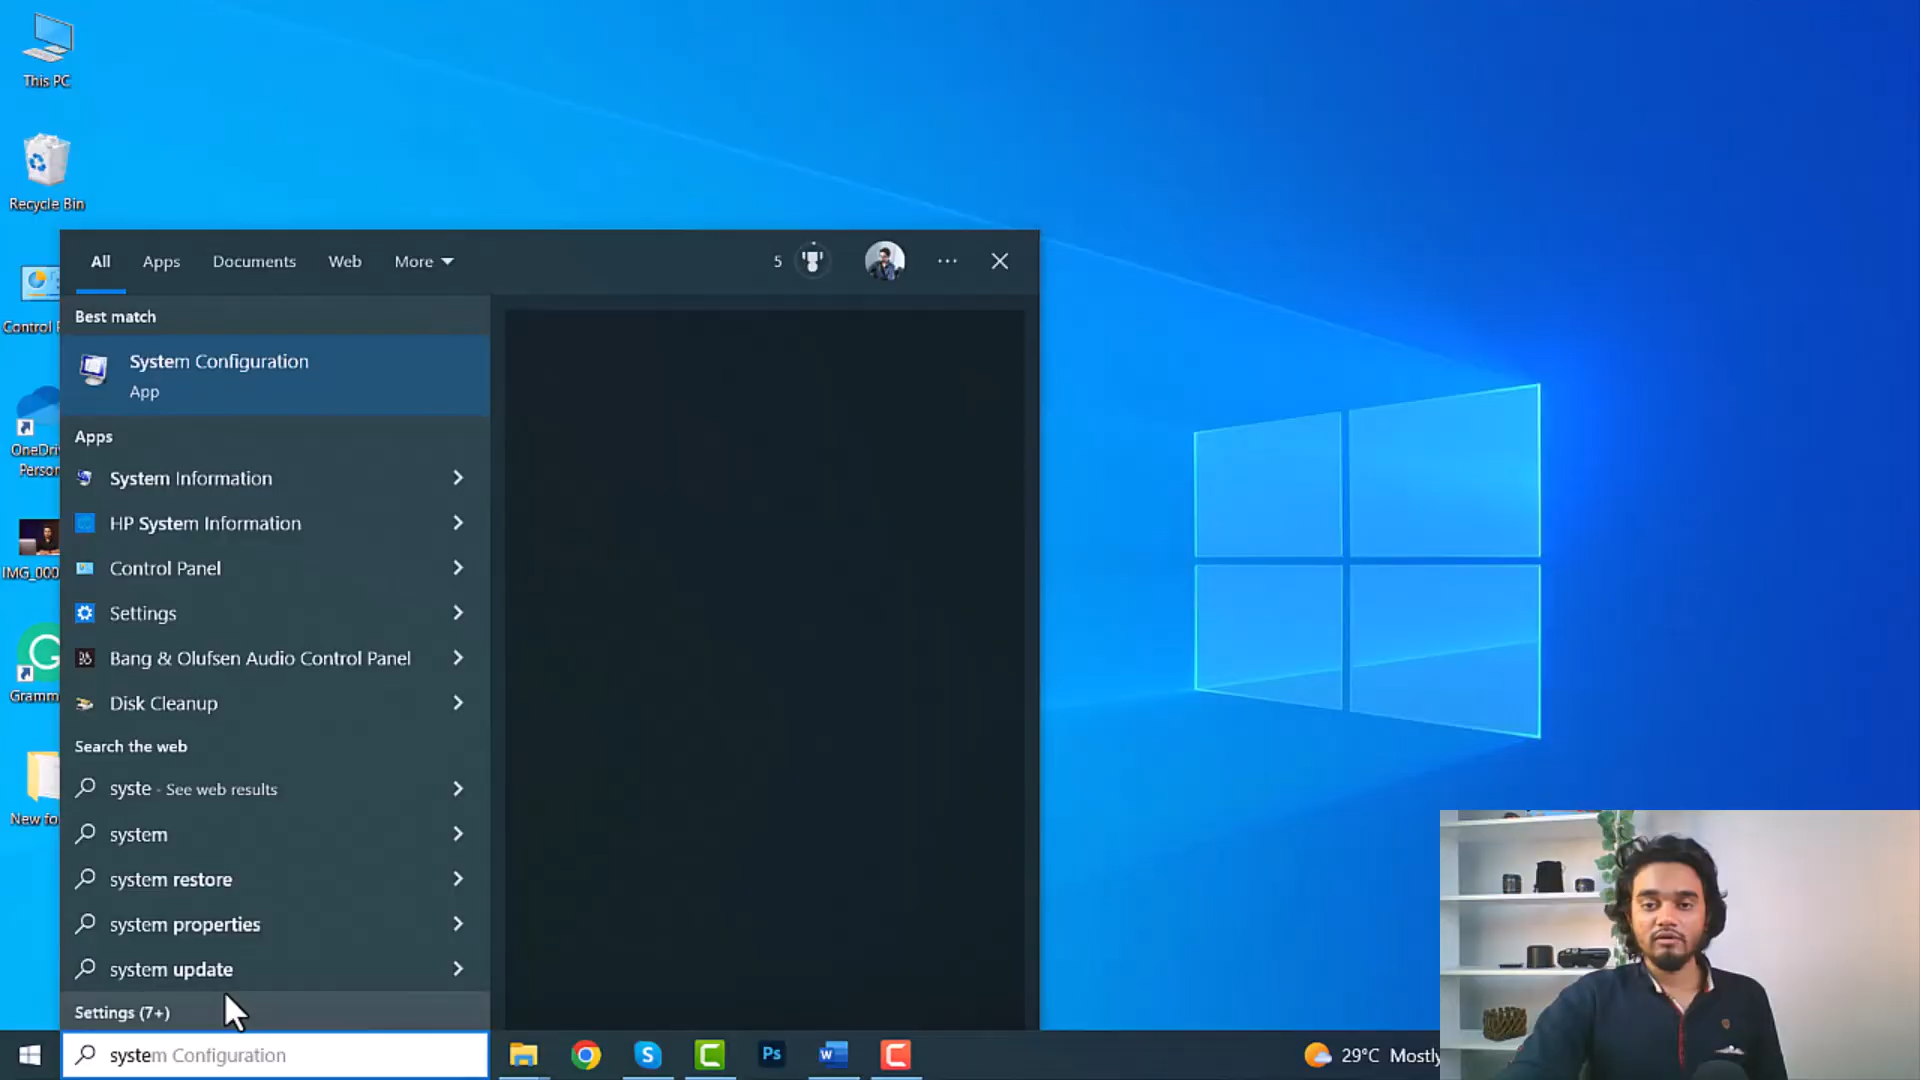 This PC
Recycle Bin
Control P
OneDriv
Person
IMG_000
Gramm
New fo
All
Apps
Documents
Web
More
5
Best match
System Configuration
App
Apps
System Information
HP System Information
Control Panel
Settings
Bang & Olufsen Audio Control Panel
Disk Cleanup
Search the web
syste - See web results
system
system restore
system properties
system update
Settings (7+)
system Configuration
S
Ps
W
29°C Mostly